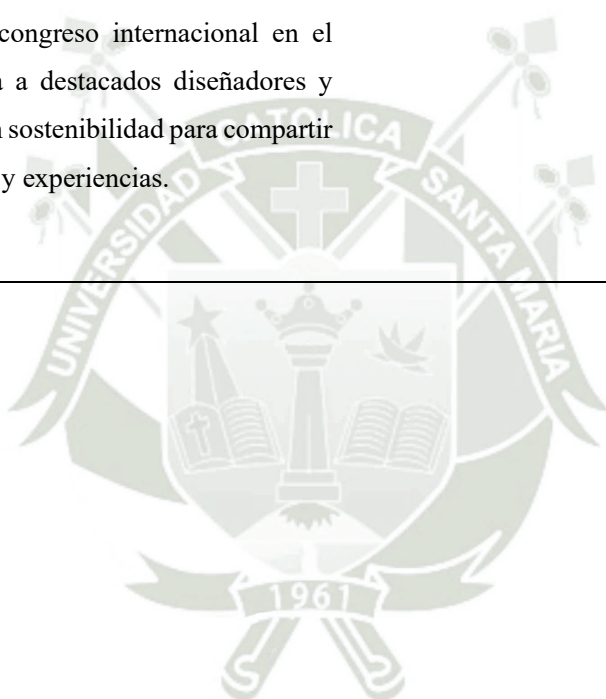 congreso internacional en el
a a destacados diseñadores y
n sostenibilidad para compartir
y experiencias.
UNIVERSIDAD CATOLICA SANTA MARIA
1961